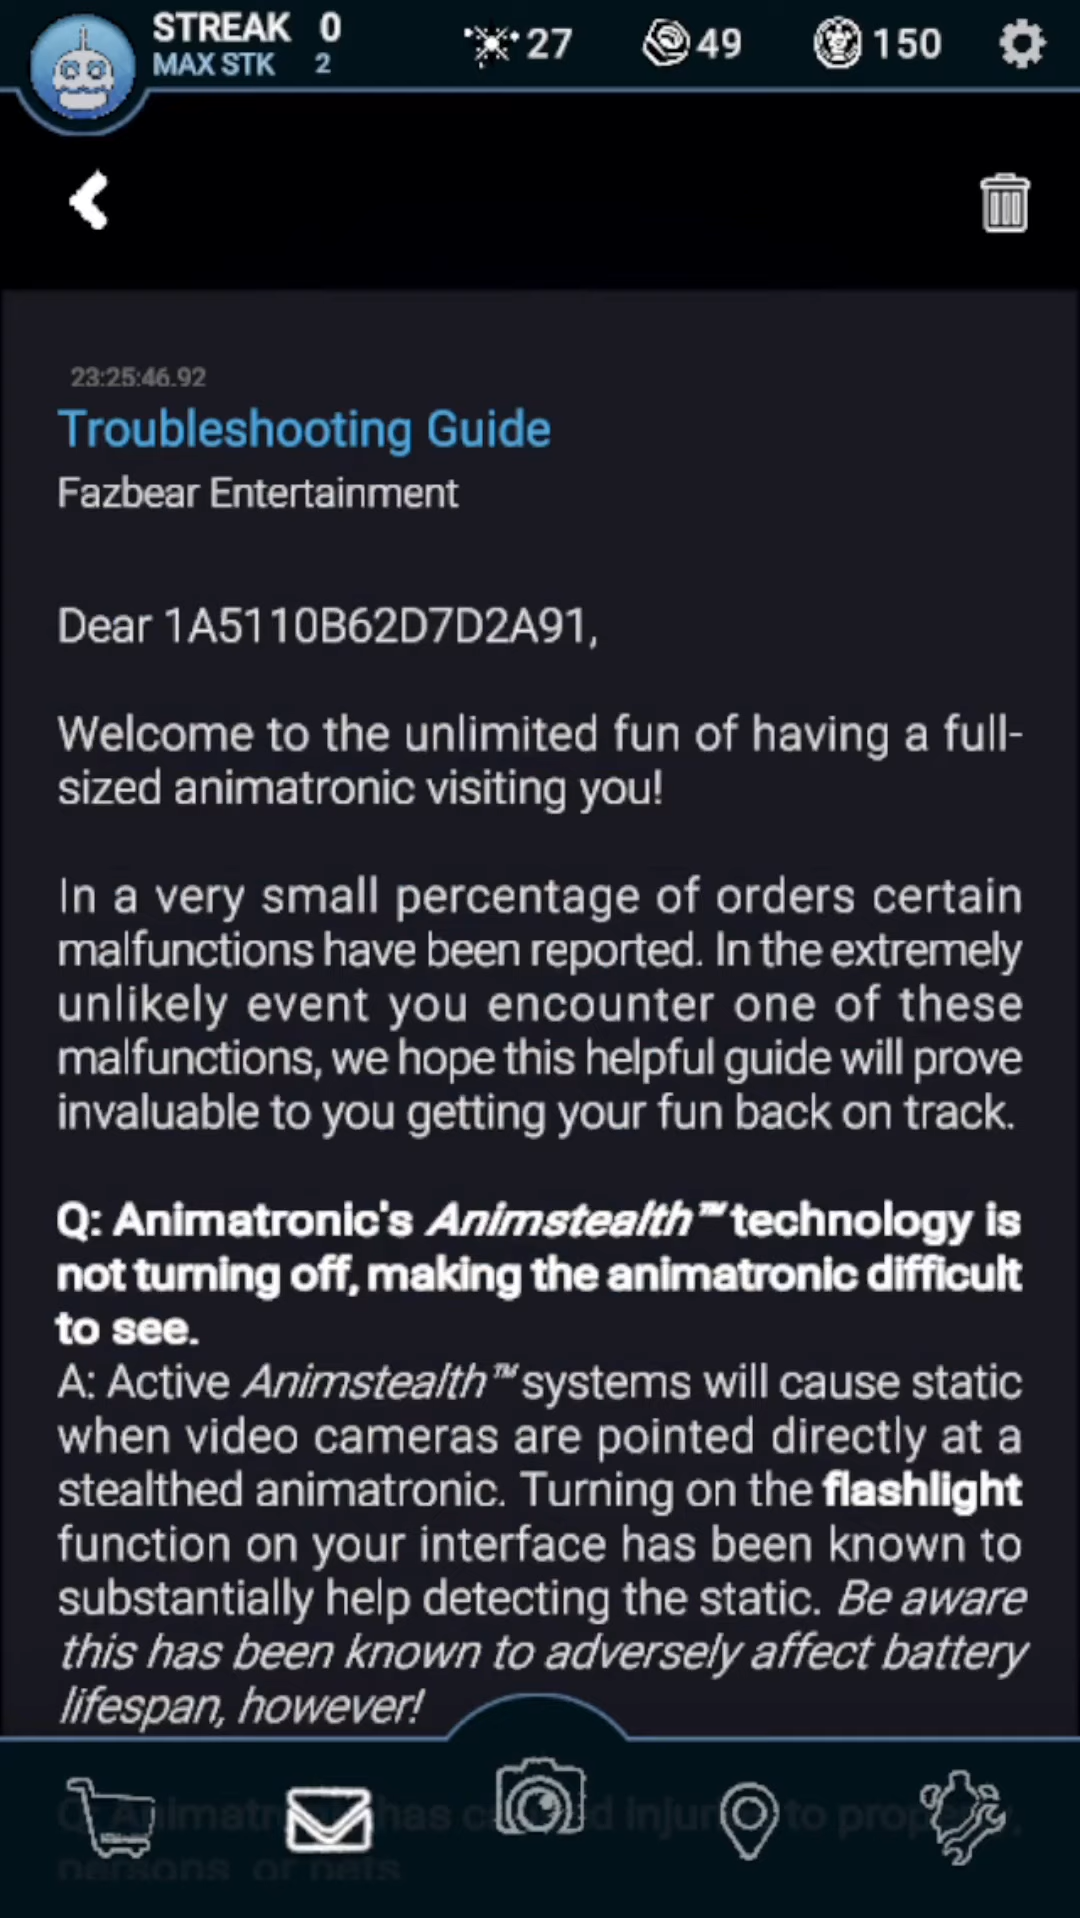 STREAK 0 27 49 150
MAX STK 2
23:25:46.92
Troubleshooting Guide
Fazbear Entertainment
Dear 1A5110B62D7D2A91,
Welcome to the unlimited fun of having a full-
sized animatronic visiting you!
In a very small percentage of orders certain
malfunctions have been reported. In the extremely
unlikely event you encounter one of these
malfunctions, we hope this helpful guide will prove
invaluable to you getting your fun back on track.
Q: Animatronic's Animstealth™ technology is
not turning off, making the animatronic difficult
to see.
A: Active Animstealth™ systems will cause static
when video cameras are pointed directly at a
stealthed animatronic. Turning on the flashlight
function on your interface has been known to
substantially help detecting the static. Be aware
this has been known to adversely affect battery
lifespan, however!
has to
persons or pets